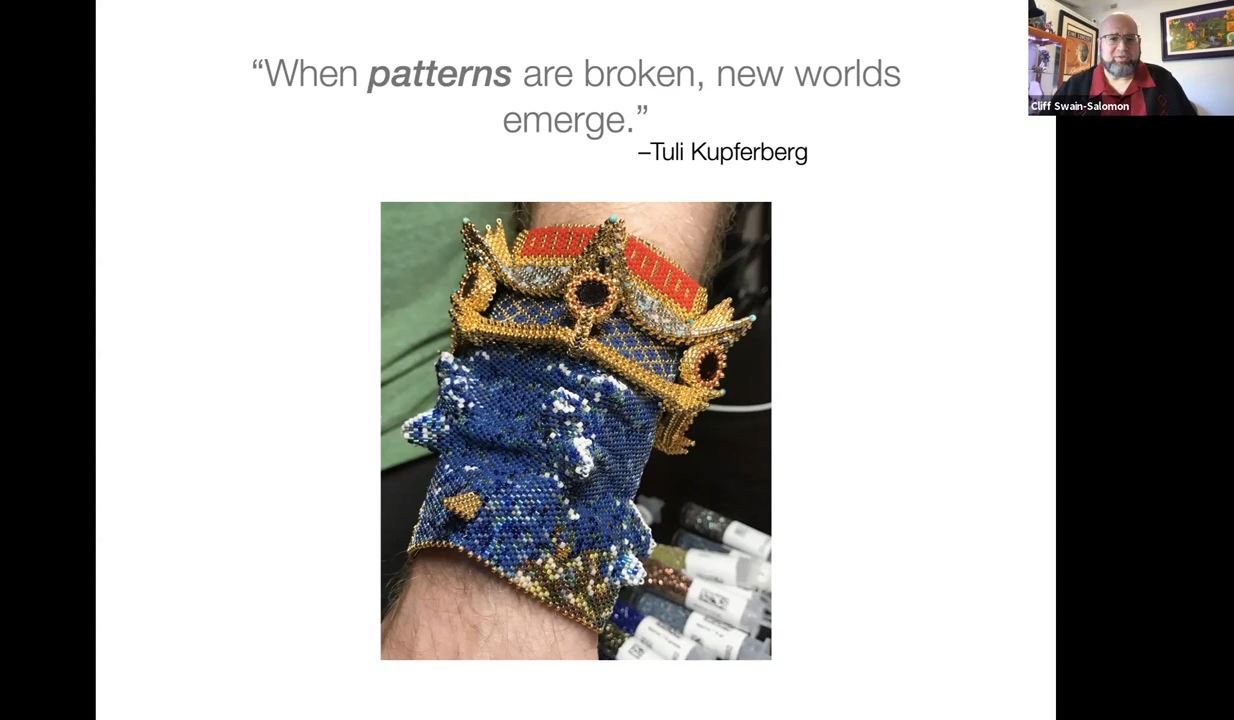 “When patterns are broken, new worlds
emerge.”
–Tuli Kupferberg
Cliff Swain-Salomon